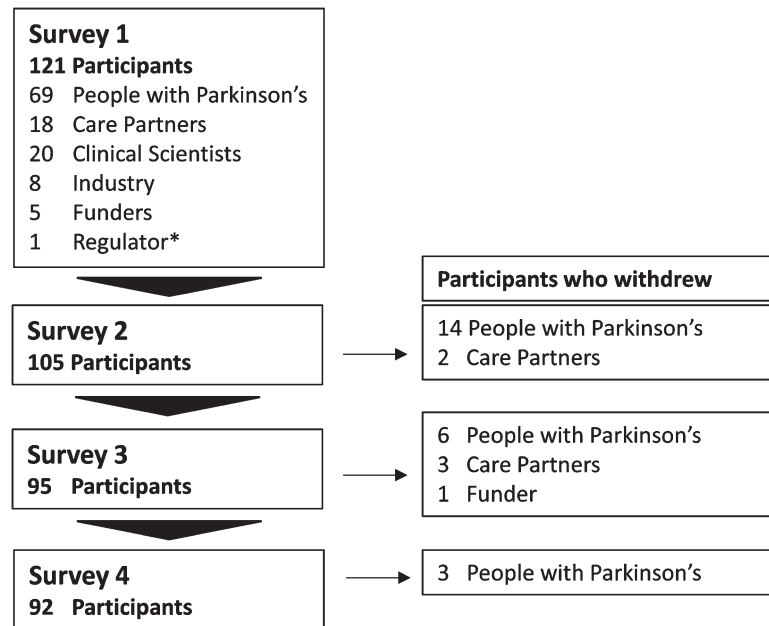 Survey 1
121 Participants
69 People with Parkinson's
18 Care Partners
20 Clinical Scientists
8 Industry
5 Funders
1 Regulator*
Participants who withdrew
Survey 2
105 Participants
14 People with Parkinson's
2 Care Partners
Survey 3
95 Participants
6 People with Parkinson's
3 Care Partners
1 Funder
Survey 4
92 Participants
3 People with Parkinson's